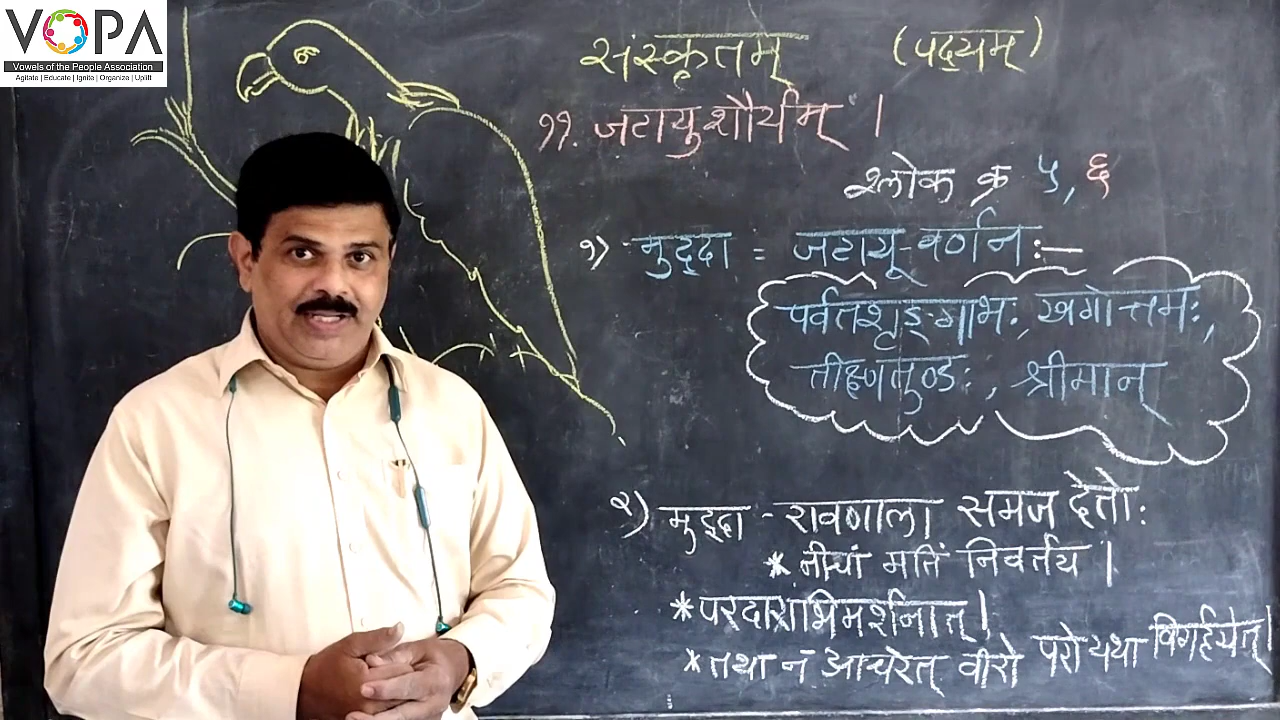 VOPA
Vowels of the People Association
Agitate | Educate | Ignite | Organize | Uplift
संस्कृतम् (पद्यम्)
११. जटायुशौर्यम् ।
श्लोक क्र ५, ६
१) मुद्दा = जटायू-वर्णन :—
पर्वतशृङ्गाभः, खगोत्तमः,
तीक्ष्णतुण्डः, श्रीमान्
२) मुद्दा - रावणाला समज देतो:
* नीचां मतिं निवर्तय |
* परदाराभिमर्शनात् |
* तथा न आचरेत् वीरो परो यथा विगर्हयेत् |